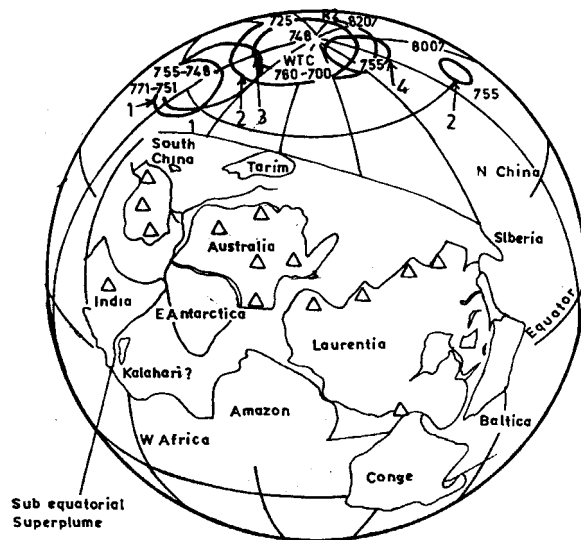 725
82
820?
748
800?
WTC
755-748
760-700
755
771-751
755
1
2
3
4
2
1
South
China
Tarim
N China
Australia
Siberia
India
E Antarctica
Equator
Laurentia
Kalahari?
Amazon
Baltica
W Africa
Conge
Sub equatorial
Superplume